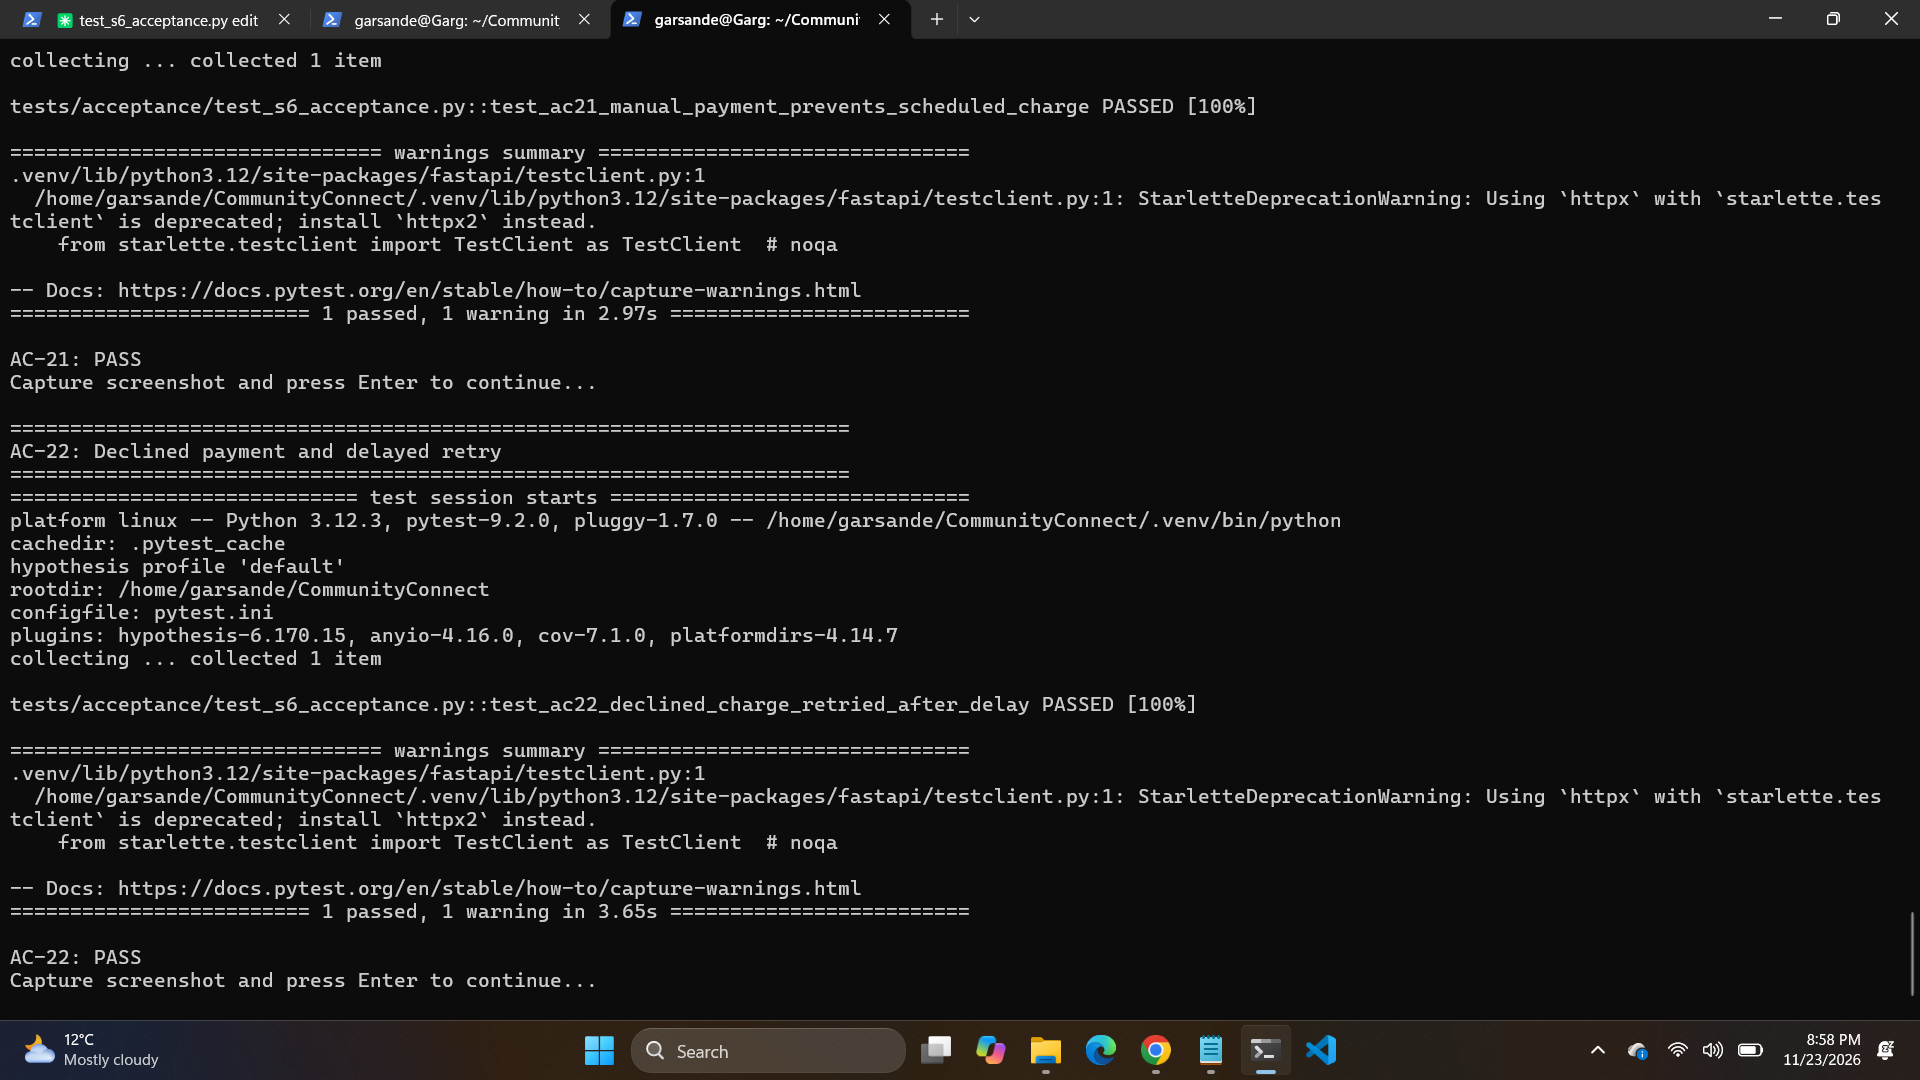 test_s6_acceptance.py edit
garsande@Garg: ~/Communit
garsande@Garg: ~/Communi
collecting ... collected 1 item
tests/acceptance/test_s6_acceptance.py::test_ac21_manual_payment_prevents_scheduled_charge PASSED [100%]
=============================== warnings summary ===============================
.venv/lib/python3.12/site-packages/fastapi/testclient.py:1
/home/garsande/CommunityConnect/.venv/lib/python3.12/site-packages/fastapi/testclient.py:1: StarletteDeprecationWarning: Using `httpx` with `starlette.tes
tclient` is deprecated; install `httpx2` instead.
from starlette.testclient import TestClient as TestClient  # noqa
-- Docs: https://docs.pytest.org/en/stable/how-to/capture-warnings.html
========================= 1 passed, 1 warning in 2.97s =========================
AC-21: PASS
Capture screenshot and press Enter to continue...
======================================================================
AC-22: Declined payment and delayed retry
======================================================================
============================= test session starts ==============================
platform linux -- Python 3.12.3, pytest-9.2.0, pluggy-1.7.0 -- /home/garsande/CommunityConnect/.venv/bin/python
cachedir: .pytest_cache
hypothesis profile 'default'
rootdir: /home/garsande/CommunityConnect
configfile: pytest.ini
plugins: hypothesis-6.170.15, anyio-4.16.0, cov-7.1.0, platformdirs-4.14.7
collecting ... collected 1 item
tests/acceptance/test_s6_acceptance.py::test_ac22_declined_charge_retried_after_delay PASSED [100%]
=============================== warnings summary ===============================
.venv/lib/python3.12/site-packages/fastapi/testclient.py:1
/home/garsande/CommunityConnect/.venv/lib/python3.12/site-packages/fastapi/testclient.py:1: StarletteDeprecationWarning: Using `httpx` with `starlette.tes
tclient` is deprecated; install `httpx2` instead.
from starlette.testclient import TestClient as TestClient  # noqa
-- Docs: https://docs.pytest.org/en/stable/how-to/capture-warnings.html
========================= 1 passed, 1 warning in 3.65s =========================
AC-22: PASS
Capture screenshot and press Enter to continue...
12°C
Mostly cloudy
Search
8:58 PM
11/23/2026